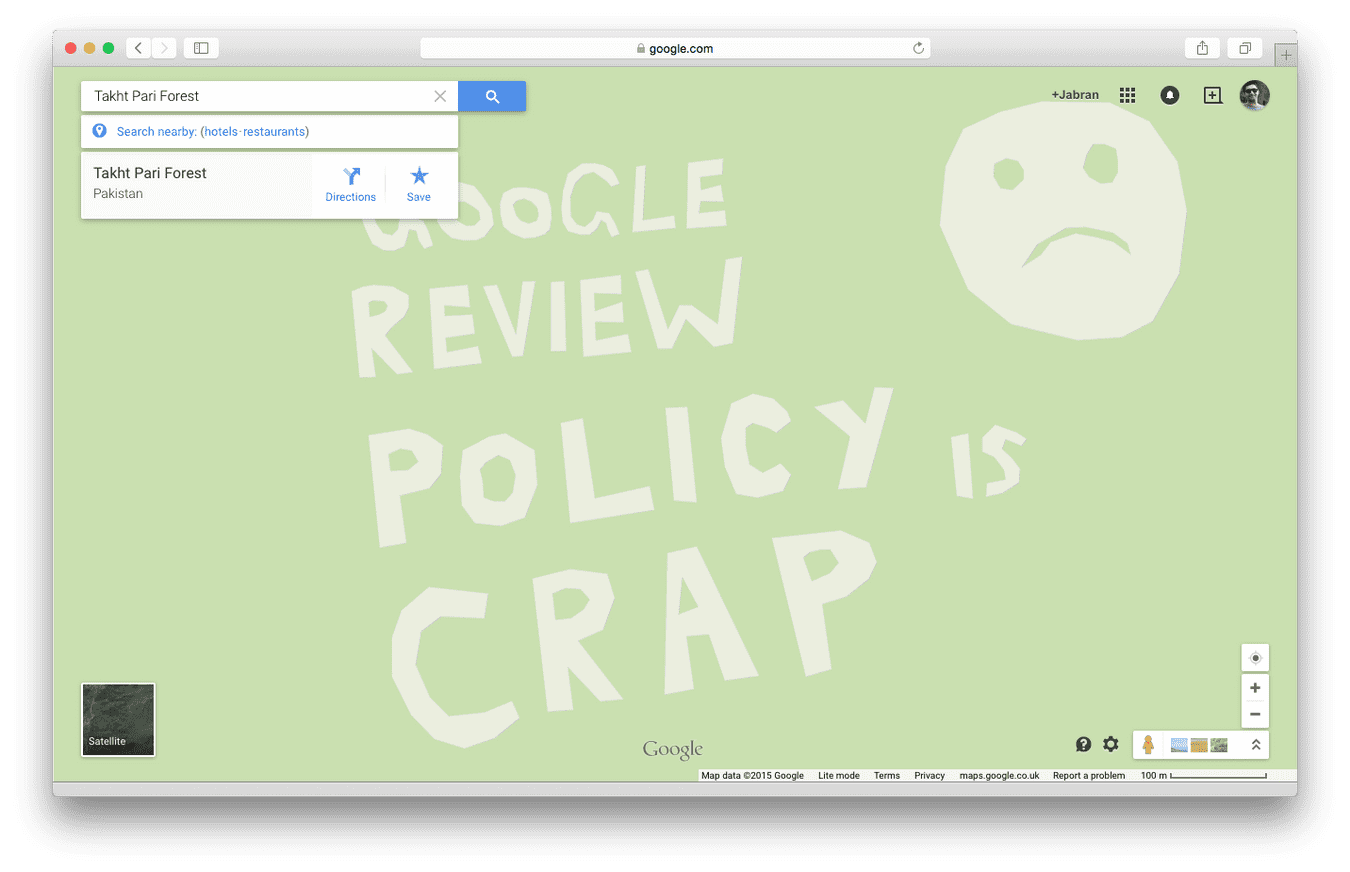 google.com
Takht Pari Forest
+Jabran
Search nearby: (hotels·restaurants)
Takht Pari Forest
Pakistan
Directions
Save
GOOGLE
REVIEW
POLICY IS
CRAP
Satellite
Google
Map data ©2015 Google Lite mode Terms Privacy maps.google.co.uk Report a problem 100 m